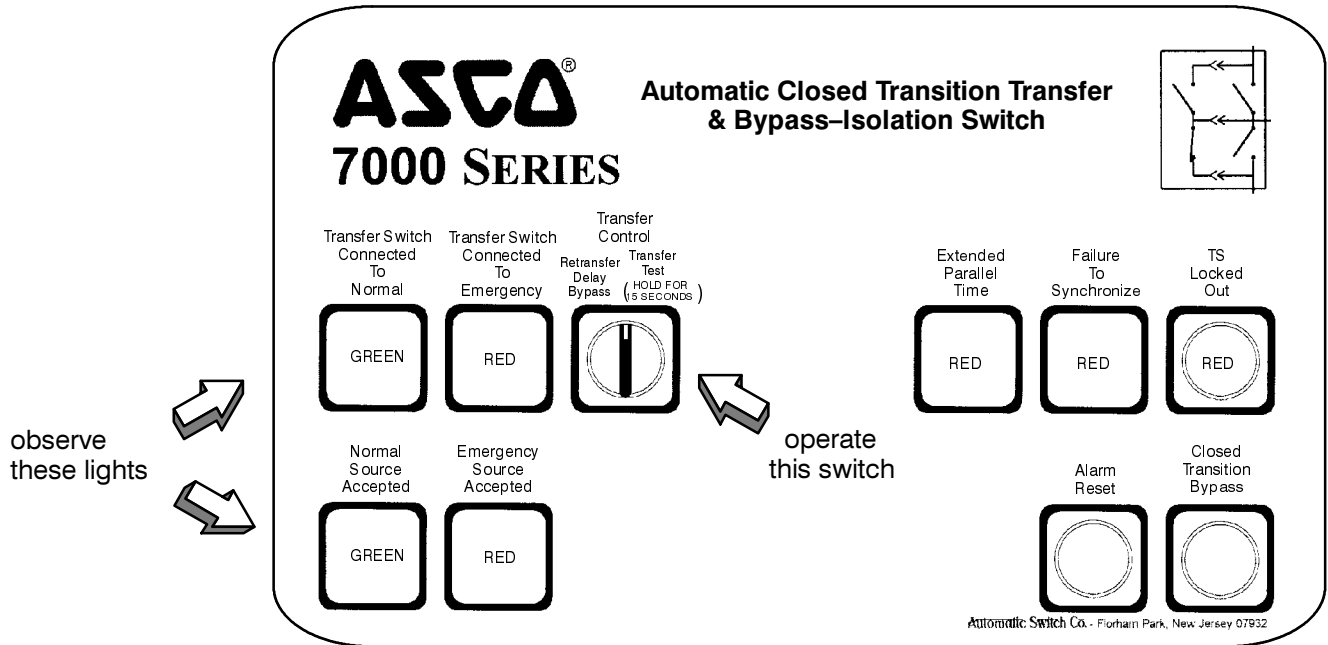 ASCO®
7000 SERIES
Automatic Closed Transition Transfer
& Bypass–Isolation Switch
Transfer Switch
Connected
To
Normal
Transfer Switch
Connected
To
Emergency
Transfer
Control
Retransfer
Delay
Bypass
Transfer
Test
( HOLD FOR
15 SECONDS )
Extended
Parallel
Time
Failure
To
Synchronize
TS
Locked
Out
GREEN
RED
RED
RED
RED
observe
these lights
operate
this switch
Normal
Source
Accepted
Emergency
Source
Accepted
Alarm
Reset
Closed
Transition
Bypass
GREEN
RED
Automatic Switch Co. - Florham Park, New Jersey 07932